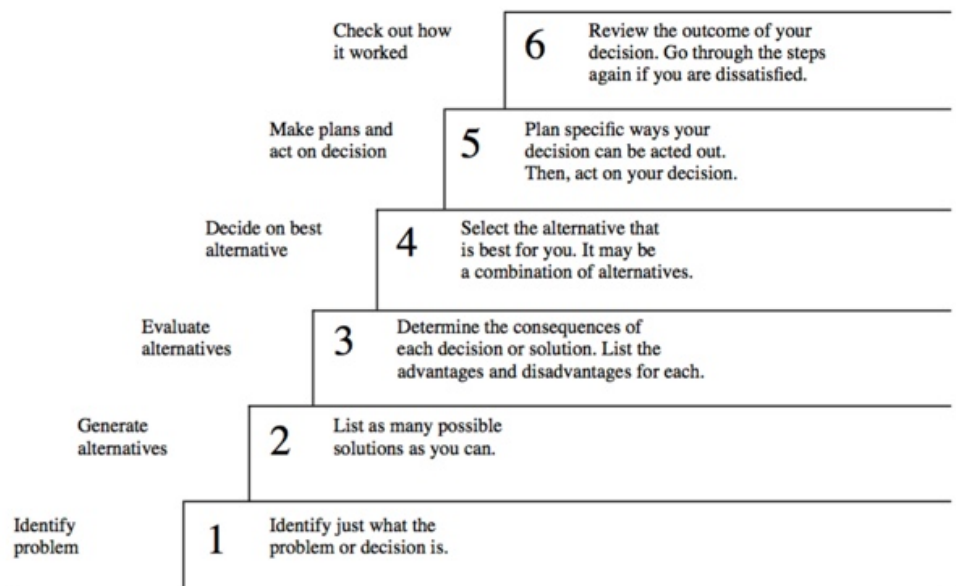 Check out how
it worked
6
Review the outcome of your
decision. Go through the steps
again if you are dissatisfied.
Make plans and
act on decision
5
Plan specific ways your
decision can be acted out.
Then, act on your decision.
Decide on best
alternative
4
Select the alternative that
is best for you. It may be
a combination of alternatives.
Evaluate
alternatives
3
Determine the consequences of
each decision or solution. List the
advantages and disadvantages for each.
Generate
alternatives
2
List as many possible
solutions as you can.
Identify
problem
1
Identify just what the
problem or decision is.